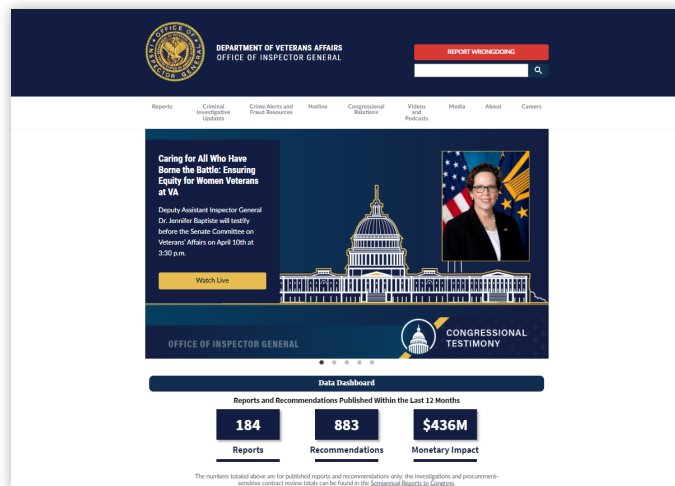 OFFICE OF
INSPECTOR GENERAL
DEPARTMENT OF VETERANS AFFAIRS
OFFICE OF INSPECTOR GENERAL
REPORT WRONGDOING
Reports
Criminal
Investigative
Updates
Crime Alerts and
Fraud Resources
Hotline
Congressional
Relations
Videos
and
Podcasts
Media
About
Careers
Caring for All Who Have
Borne the Battle: Ensuring
Equity for Women Veterans
at VA
Deputy Assistant Inspector General
Dr. Jennifer Baptiste will testify
before the Senate Committee on
Veterans' Affairs on April 10th at
3:30 p.m.
Watch Live
OFFICE OF INSPECTOR GENERAL
CONGRESSIONAL
TESTIMONY
Data Dashboard
Reports and Recommendations Published Within the Last 12 Months
184
Reports
883
Recommendations
$436M
Monetary Impact
The numbers totaled above are for published reports and recommendations only; the investigations and procurement-
sensitive contract review totals can be found in the Semiannual Reports to Congress.